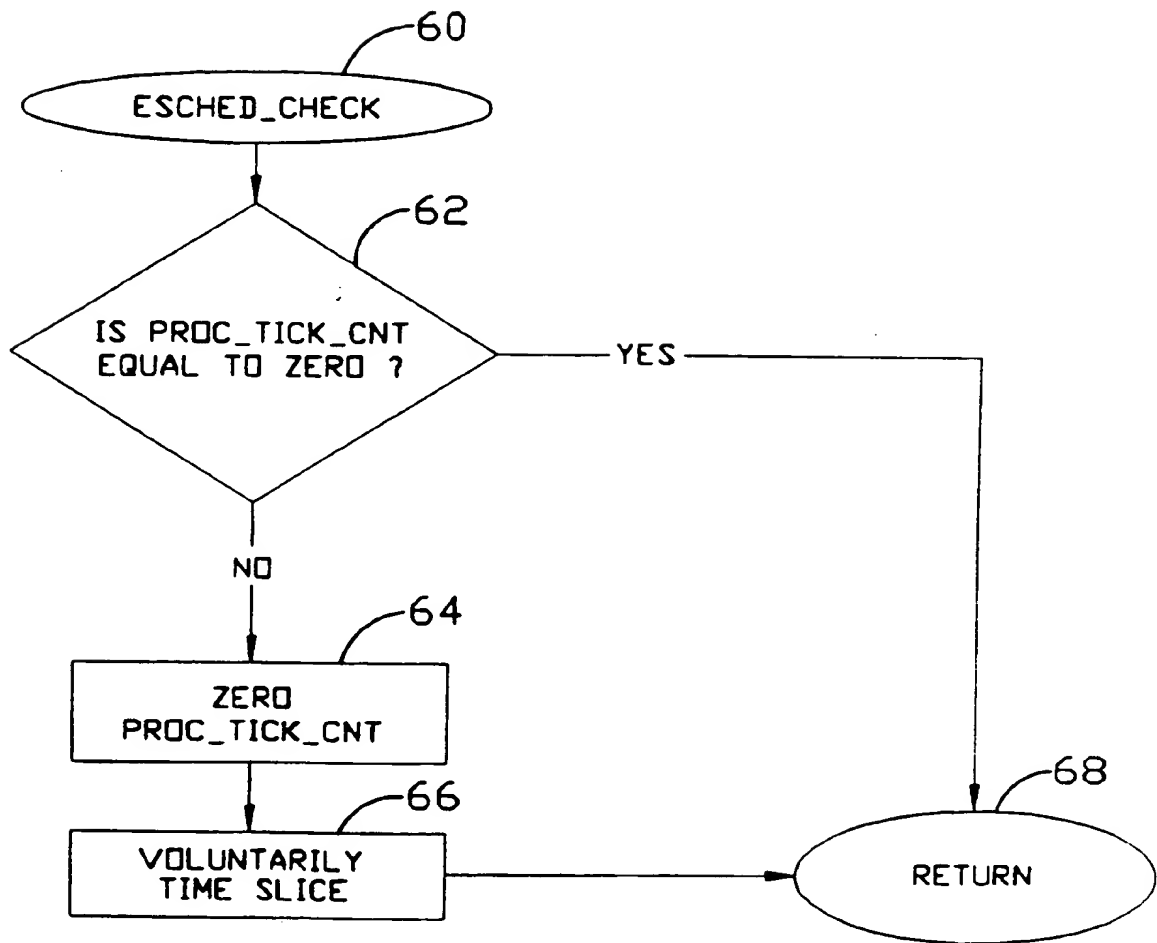 60
ESCHED_CHECK
62
IS PROC_TICK_CNT
EQUAL TO ZERO ?
YES
NO
64
ZERO
PROC_TICK_CNT
66
VOLUNTARILY
TIME SLICE
68
RETURN